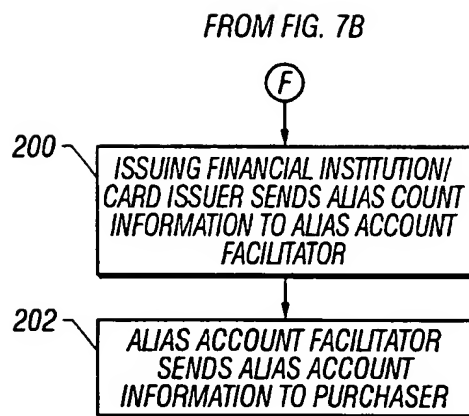 FROM FIG. 7B
F
200
ISSUING FINANCIAL INSTITUTION/
CARD ISSUER SENDS ALIAS COUNT
INFORMATION TO ALIAS ACCOUNT
FACILITATOR
202
ALIAS ACCOUNT FACILITATOR
SENDS ALIAS ACCOUNT
INFORMATION TO PURCHASER